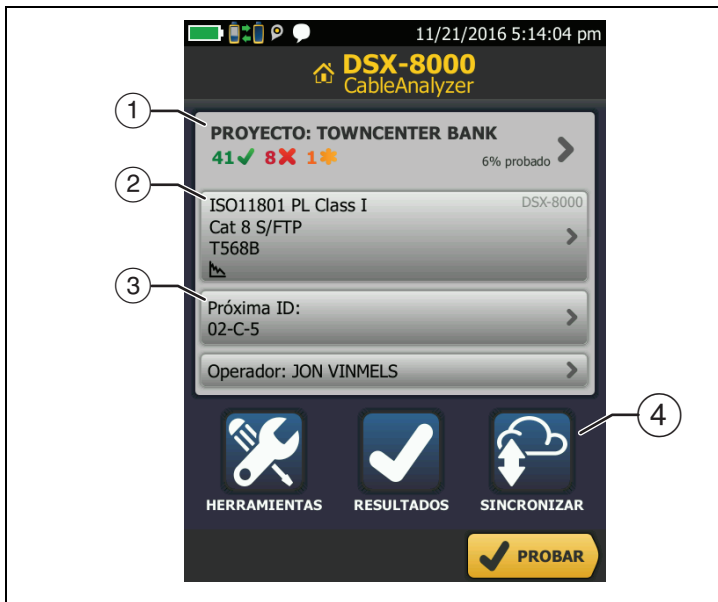 11/21/2016 5:14:04 pm
DSX-8000
CableAnalyzer
1
PROYECTO: TOWNCENTER BANK
41 8 1
6% probado
2
ISO11801 PL Class I
DSX-8000
Cat 8 S/FTP
T568B
3
Próxima ID:
02-C-5
Operador: JON VINMELS
4
HERRAMIENTAS RESULTADOS SINCRONIZAR
PROBAR